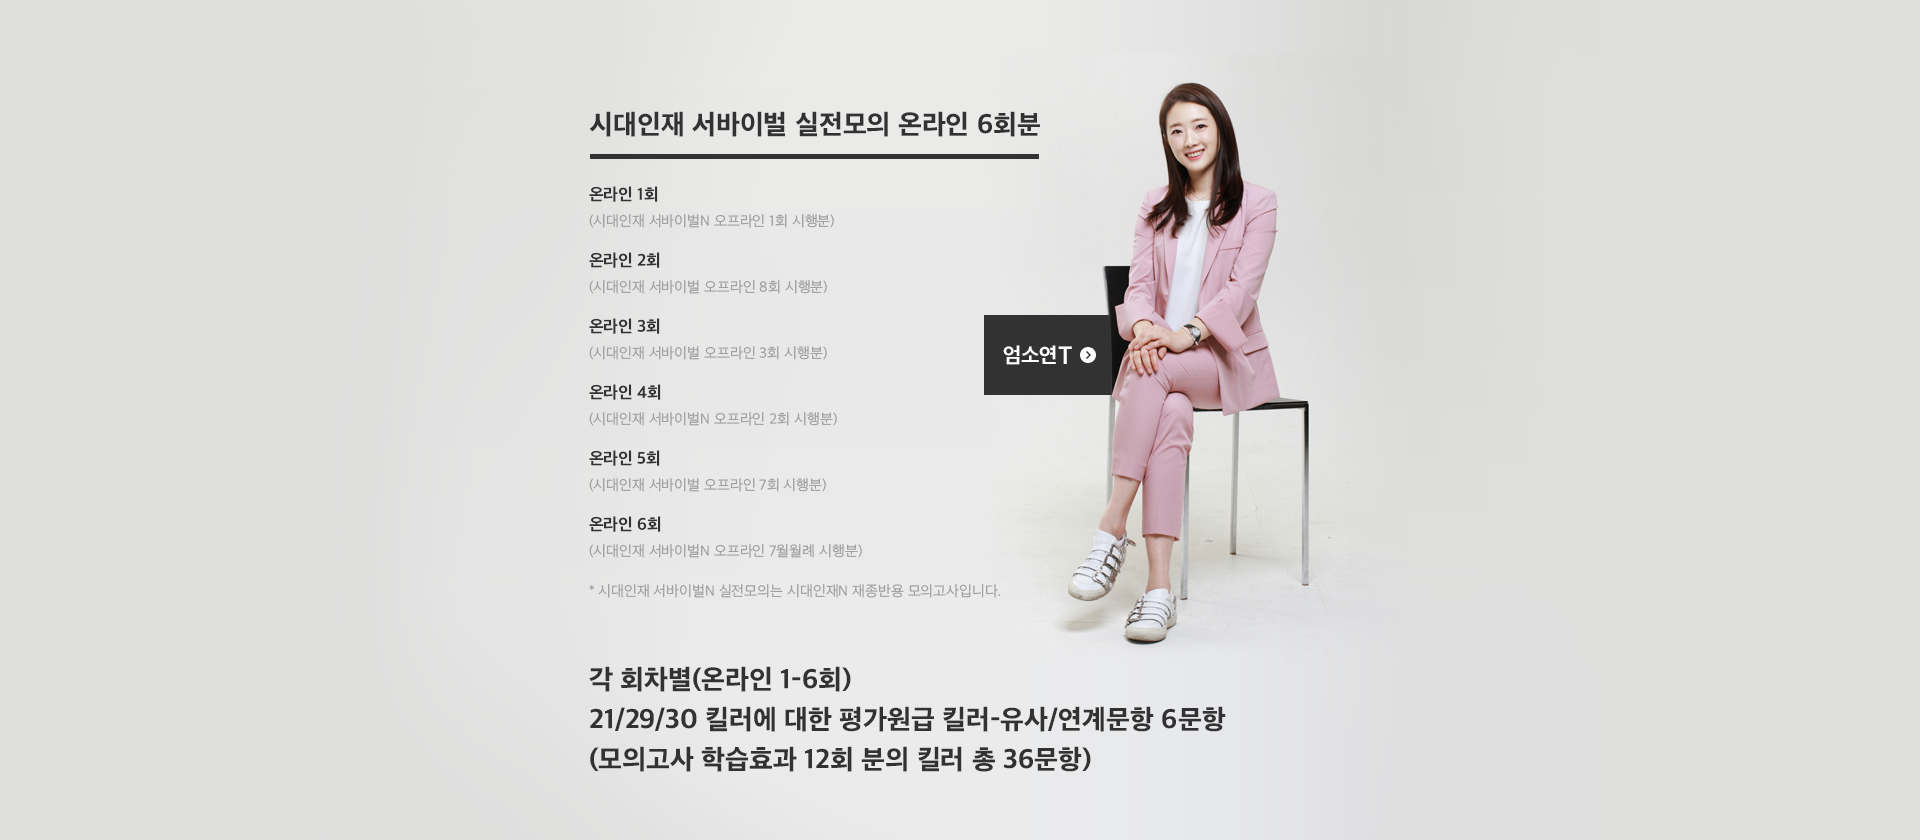 시대인재 서바이벌 실전모의 온라인 6회분
온라인 1회
(시대인재 서바이벌N 오프라인 1회 시행분)
온라인 2회
(시대인재 서바이벌 오프라인 8회 시행분)
온라인 3회
(시대인재 서바이벌 오프라인 3회 시행분)
온라인 4회
(시대인재 서바이벌N 오프라인 2회 시행분)
온라인 5회
(시대인재 서바이벌 오프라인 7회 시행분)
온라인 6회
(시대인재 서바이벌N 오프라인 7월월례 시행분)
* 시대인재 서바이벌N 실전모의는 시대인재N 재종반용 모의고사입니다.
엄소연T
각 회차별(온라인 1-6회)
21/29/30 킬러에 대한 평가원급 킬러-유사/연계문항 6문항
(모의고사 학습효과 12회 분의 킬러 총 36문항)